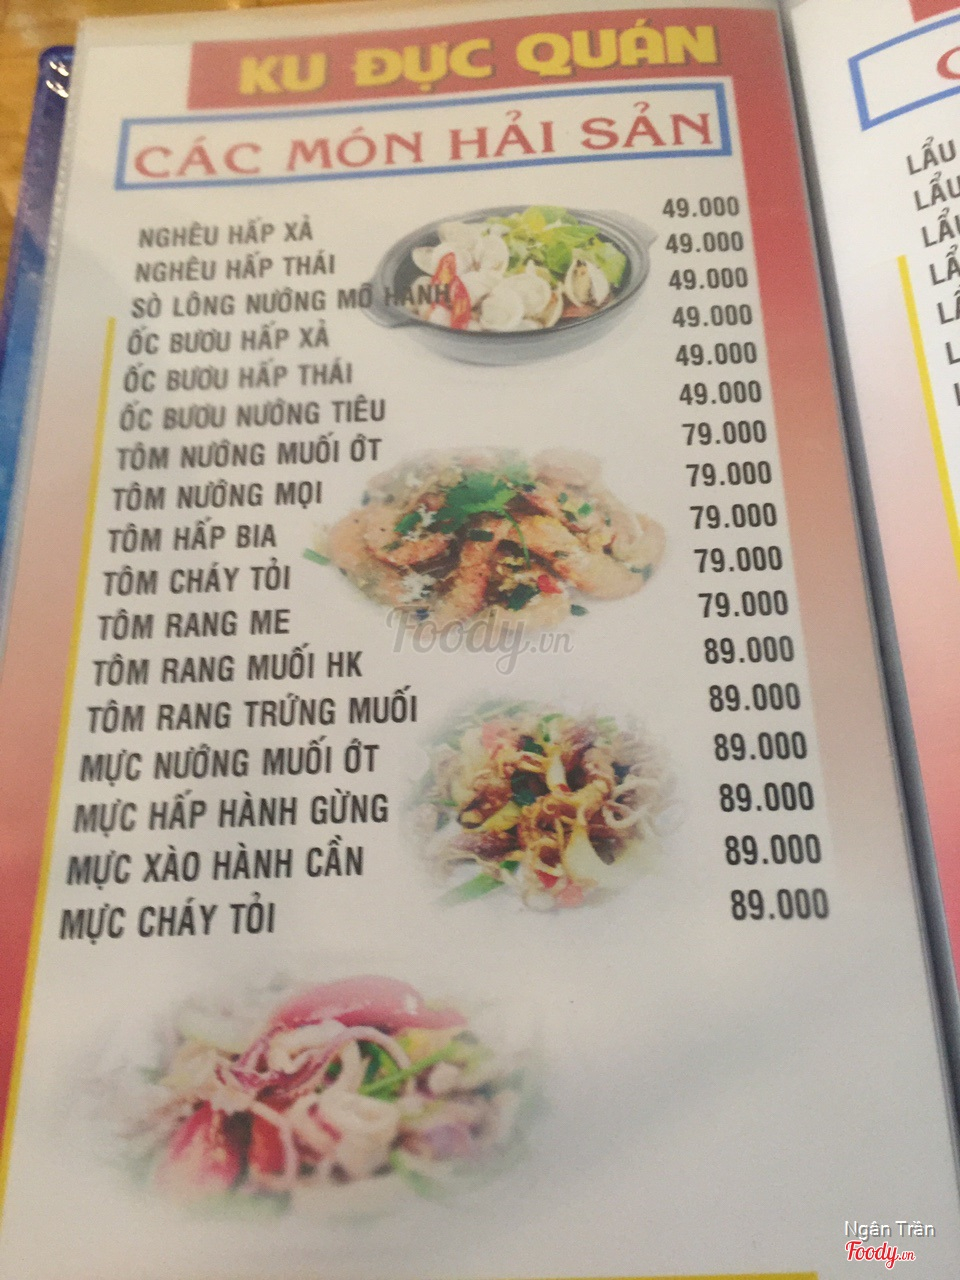 KU ĐỰC QUÁN
CÁC MÓN HẢI SẢN
NGHÊU HẤP XẢ 49.000
NGHÊU HẤP THÁI 49.000
SÒ LÔNG NƯỚNG MỠ HÀNH 49.000
ỐC BƯƠU HẤP XẢ 49.000
ỐC BƯƠU HẤP THÁI 49.000
ỐC BƯƠU NƯỚNG TIÊU 49.000
TÔM NƯỚNG MUỐI ỚT 79.000
TÔM NƯỚNG MỌI 79.000
TÔM HẤP BIA 79.000
TÔM CHÁY TỎI 79.000
TÔM RANG ME 79.000
TÔM RANG MUỐI HK 89.000
TÔM RANG TRỨNG MUỐI 89.000
MỰC NƯỚNG MUỐI ỚT 89.000
MỰC HẤP HÀNH GỪNG 89.000
MỰC XÀO HÀNH CẦN 89.000
MỰC CHÁY TỎI 89.000
LẨU
LẨU
LẨU
Foody.vn
Ngân Trần
Foody.vn